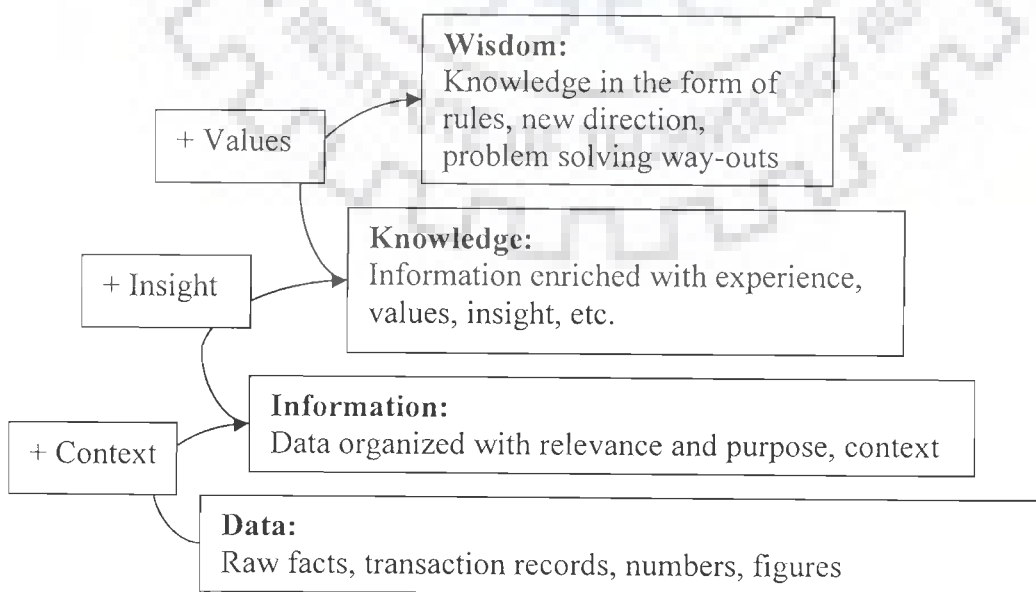 Wisdom:
Knowledge in the form of
rules, new direction,
problem solving way-outs
+ Values
Knowledge:
Information enriched with experience,
values, insight, etc.
+ Insight
Information:
Data organized with relevance and purpose, context
+ Context
Data:
Raw facts, transaction records, numbers, figures